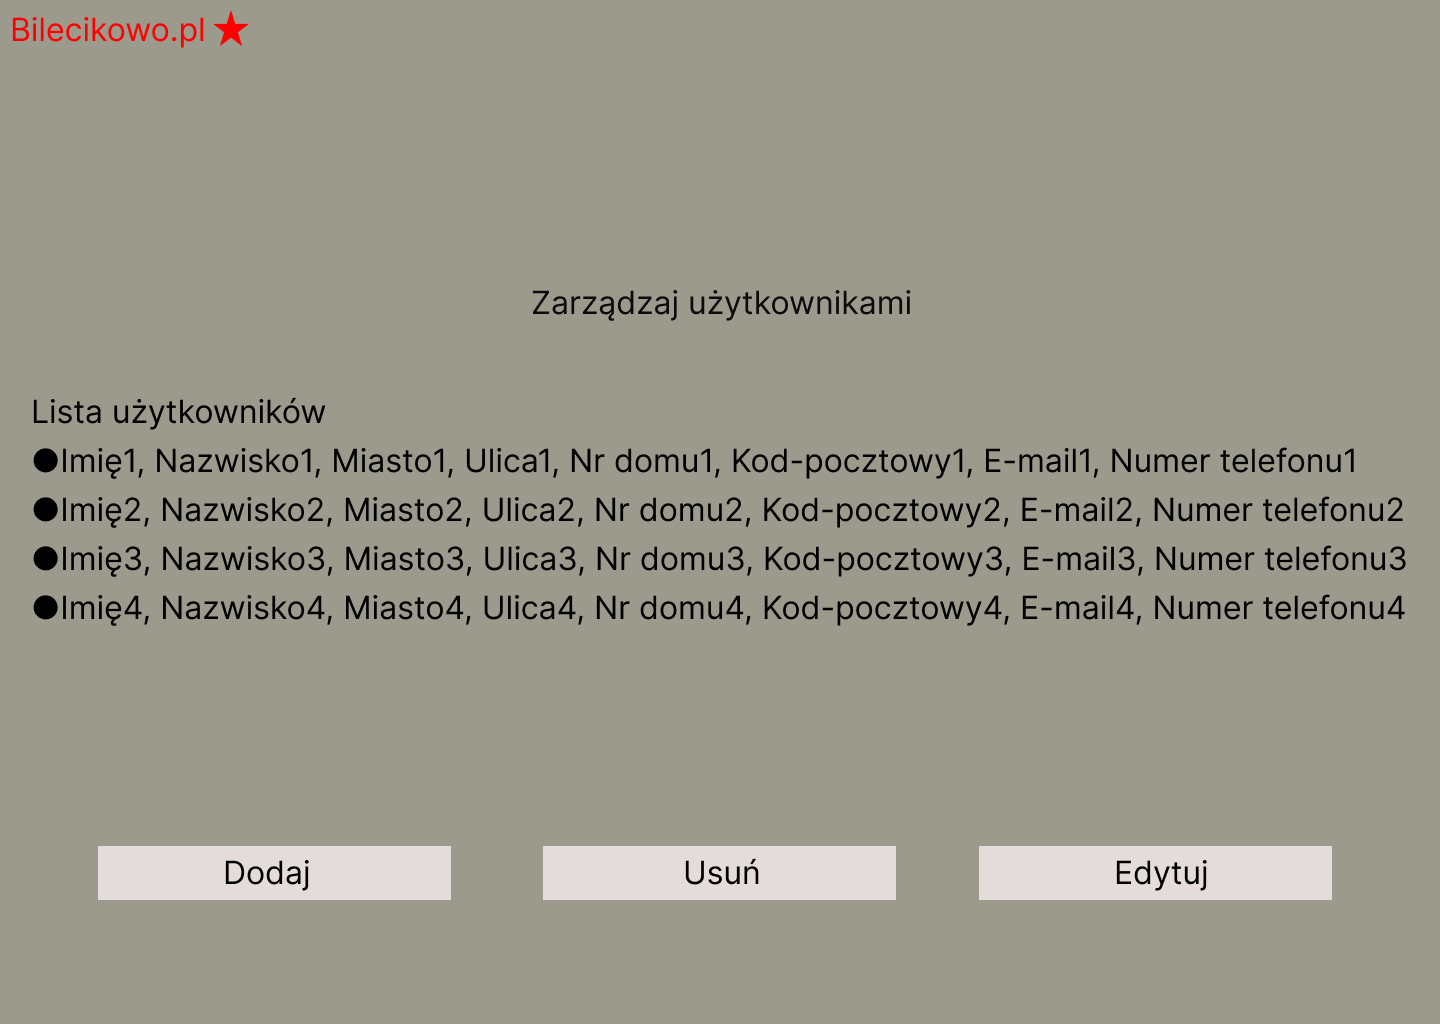 Bilecikowo.pl ★
Zarządzaj użytkownikami
Lista użytkowników
●Imię1, Nazwisko1, Miasto1, Ulica1, Nr domu1, Kod-pocztowy1, E-mail1, Numer telefonu1
●Imię2, Nazwisko2, Miasto2, Ulica2, Nr domu2, Kod-pocztowy2, E-mail2, Numer telefonu2
●Imię3, Nazwisko3, Miasto3, Ulica3, Nr domu3, Kod-pocztowy3, E-mail3, Numer telefonu3
●Imię4, Nazwisko4, Miasto4, Ulica4, Nr domu4, Kod-pocztowy4, E-mail4, Numer telefonu4
Dodaj
Usuń
Edytuj